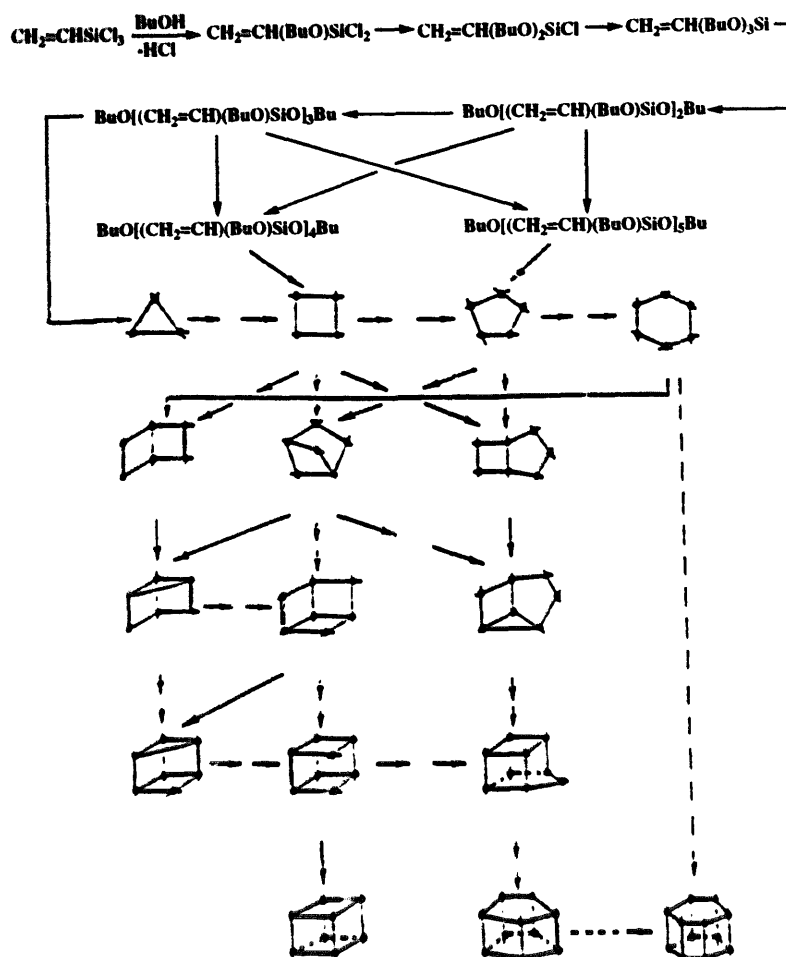 CH₂=CHSiCl₃ BuOH -HCl CH₂=CH(BuO)SiCl₂ CH₂=CH(BuO)₂SiCl CH₂=CH(BuO)₃Si
BuO[(CH₂=CH)(BuO)SiO]₃Bu BuO[(CH₂=CH)(BuO)SiO]₂Bu
BuO[(CH₂=CH)(BuO)SiO]₄Bu BuO[(CH₂=CH)(BuO)SiO]₅Bu